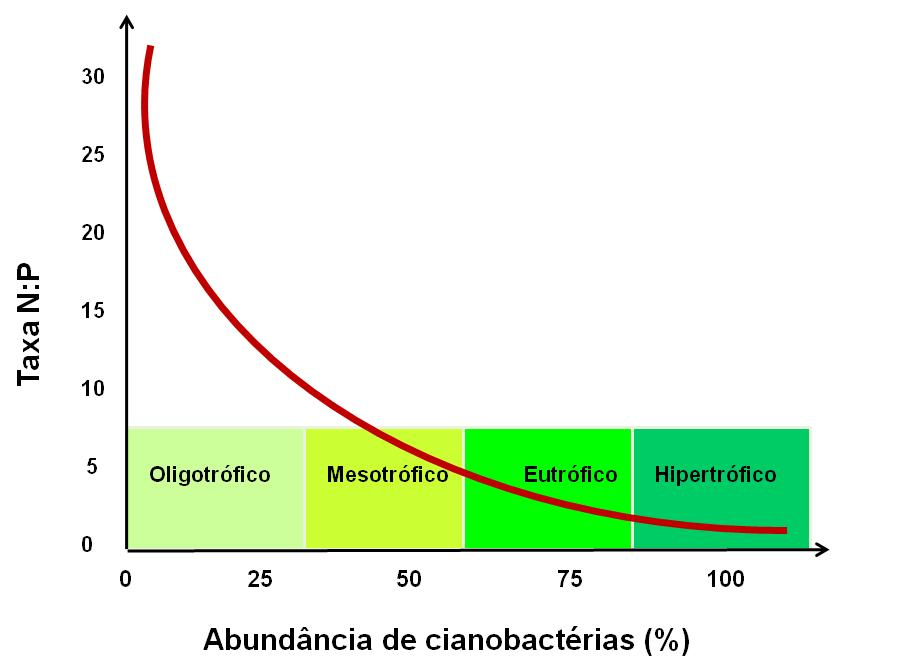 30
25
20
15
10
5
0
Taxa N:P
Oligotrófico
Mesotrófico
Eutrófico
Hipertrófico
0
25
50
75
100
Abundância de cianobactérias (%)